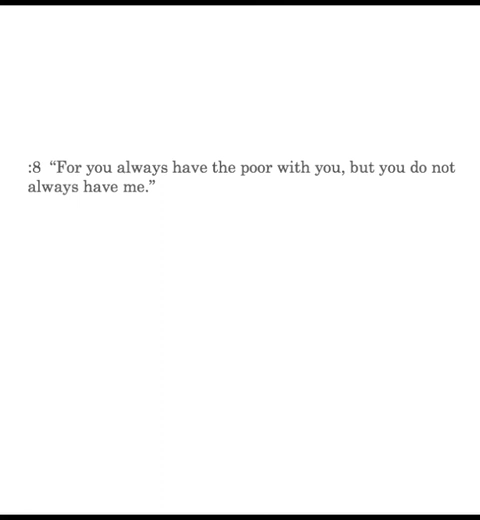 :8  “For you always have the poor with you, but you do not
always have me.”